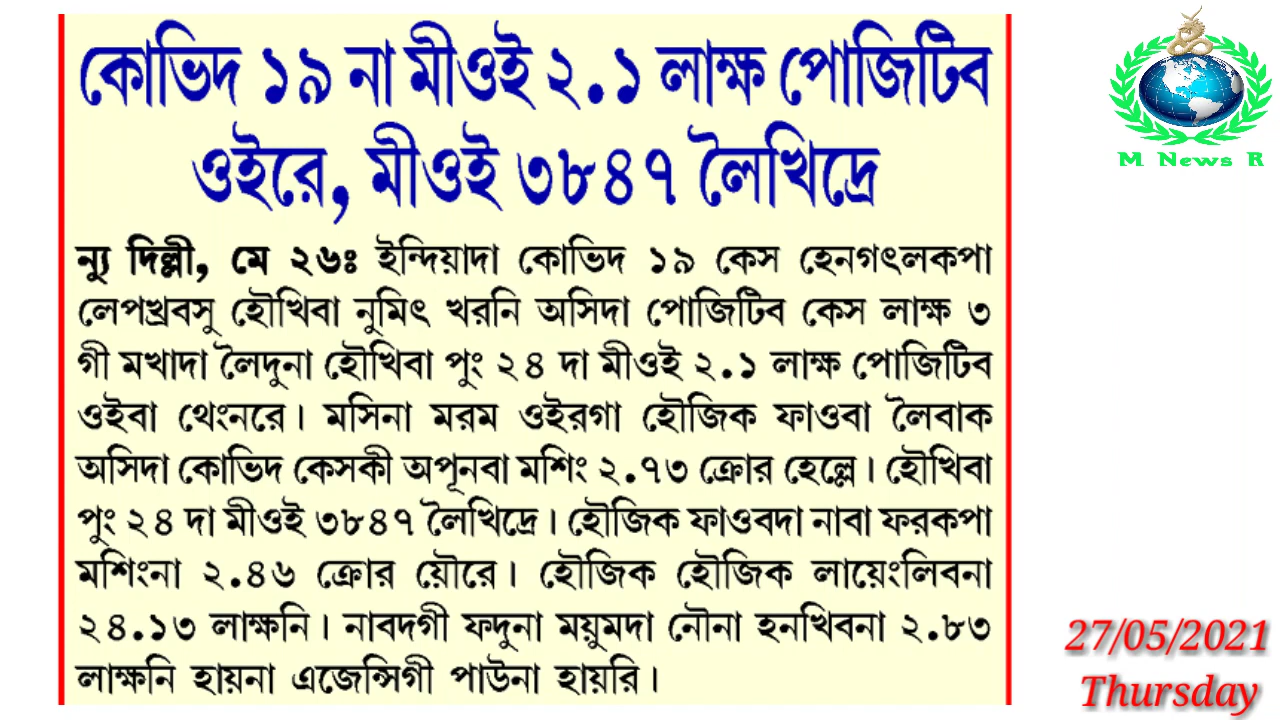 কোভিদ ১৯ না মীওই ২.১ লাক্ষ পোজিটিব
ওইরে, মীওই ৩৮৪৭ লৈখিদ্রে
ন্যু দিল্লী, মে ২৬ঃ ইন্দিয়াদা কোভিদ ১৯ কেস হেনগৎলকপা
লেপখ্রবসু হৌখিবা নুমিৎ খরনি অসিদা পোজিটিব কেস লাক্ষ ৩
গী মখাদা লৈদুনা হৌখিবা পুং ২৪ দা মীওই ২.১ লাক্ষ পোজিটিব
ওইবা থেংনরে। মসিনা মরম ওইরগা হৌজিক ফাওবা লৈবাক
অসিদা কোভিদ কেসকী অপূনবা মশিং ২.৭৩ ক্রোর হেল্লে। হৌখিবা
পুং ২৪ দা মীওই ৩৮৪৭ লৈখিদ্রে। হৌজিক ফাওবদা নাবা ফরকপা
মশিংনা ২.৪৬ ক্রোর য়ৌরে। হৌজিক হৌজিক লায়েংলিবনা
২৪.১৩ লাক্ষনি। নাবদগী ফদুনা ময়ুমদা নৌনা হনখিবনা ২.৮৩
লাক্ষনি হায়না এজেন্সিগী পাউনা হায়রি।
M News R
27/05/2021
Thursday